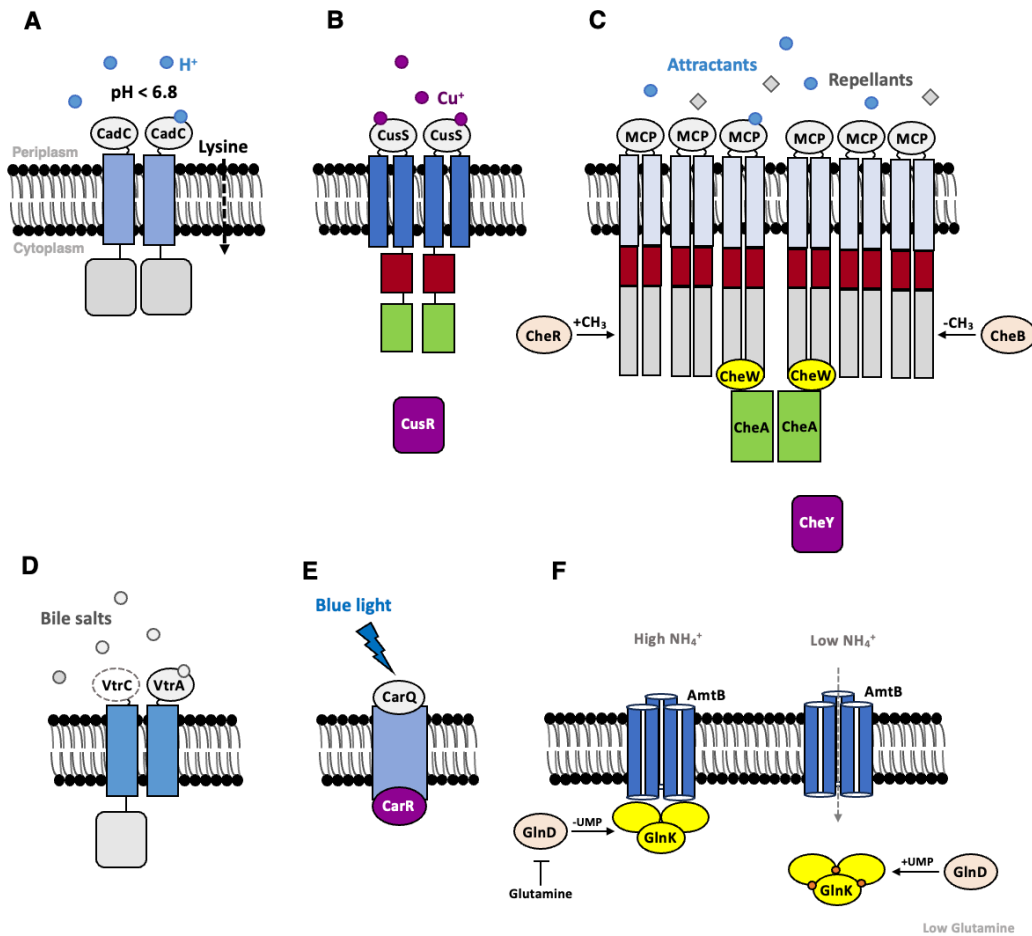 A
H⁺
pH < 6.8
CadC
CadC
Lysine
Periplasm
Cytoplasm
B
Cu⁺
CusS
CusS
CusR
C
Attractants
Repellants
MCP
MCP
MCP
MCP
MCP
MCP
CheR
+CH₃
-CH₃
CheB
CheW
CheW
CheA
CheA
CheY
D
Bile salts
VtrC
VtrA
E
Blue light
CarQ
CarR
F
High NH₄⁺
Low NH₄⁺
AmtB
AmtB
GlnD
-UMP
GlnK
Glutamine
GlnK
+UMP
GlnD
Low Glutamine